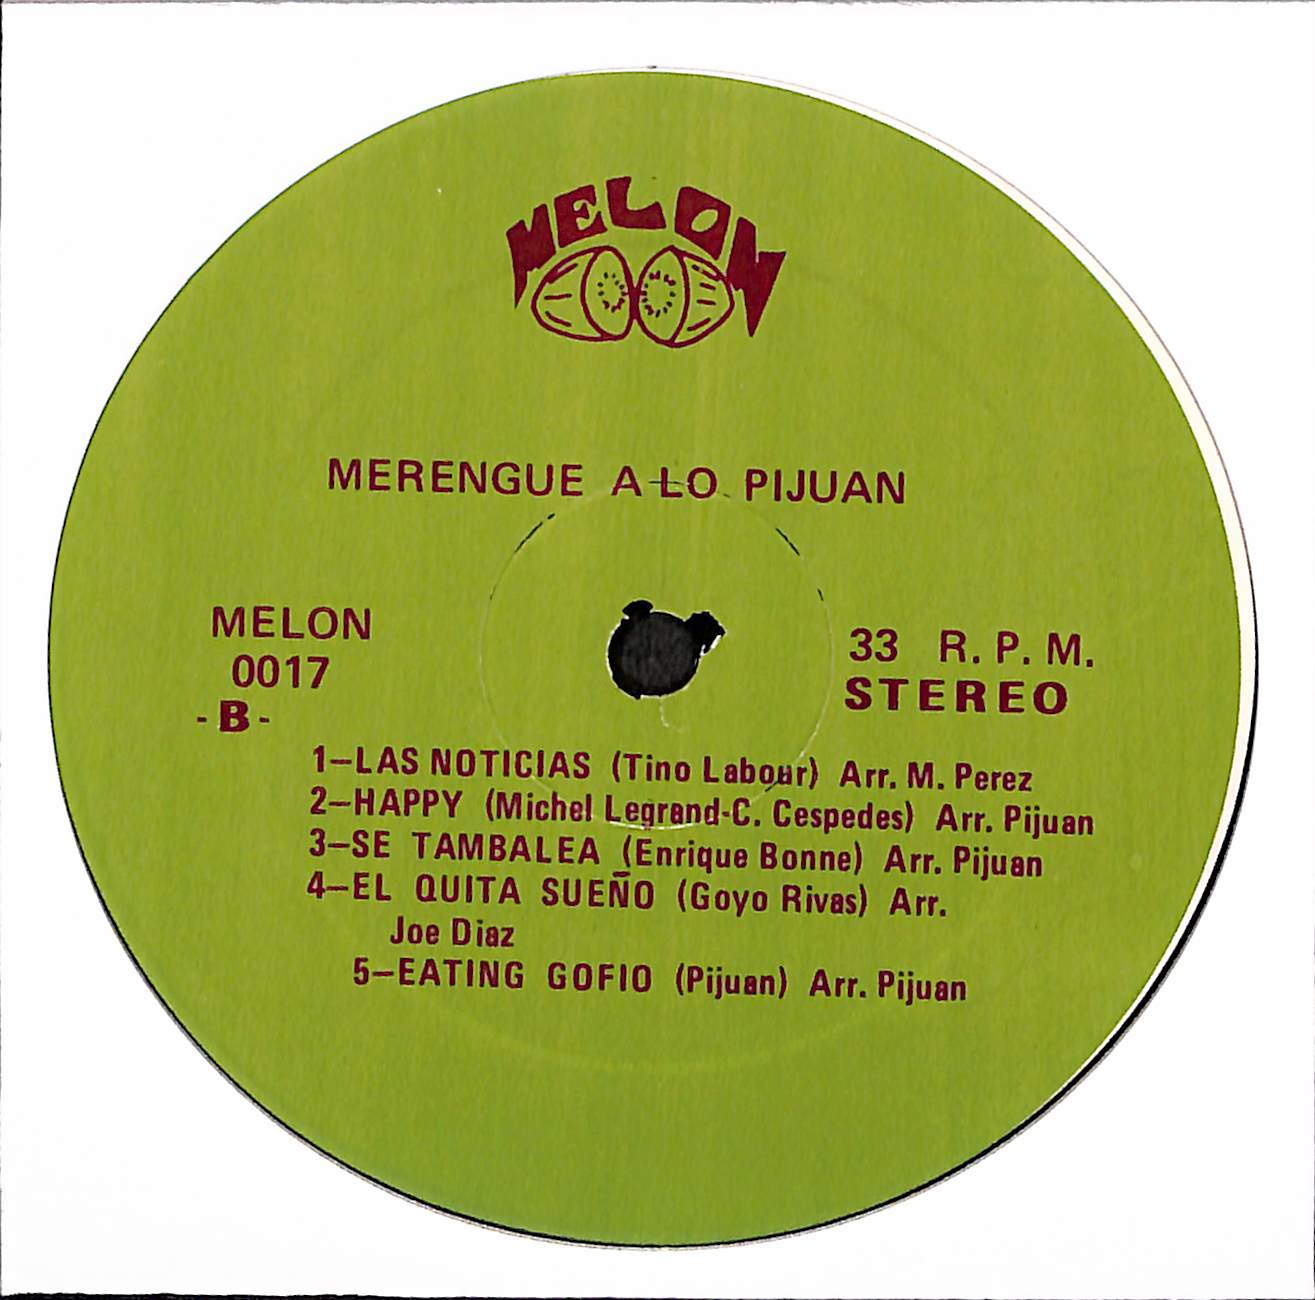 MELON
MERENGUE A LO PIJUAN
MELON
0017
-B-
33 R.P.M.
STEREO
1—LAS NOTICIAS (Tino Labour) Arr. M. Perez
2—HAPPY (Michel Legrand-C. Cespedes) Arr. Pijuan
3—SE TAMBALEA (Enrique Bonne) Arr. Pijuan
4—EL QUITA SUEÑO (Goyo Rivas) Arr.
Joe Diaz
5—EATING GOFIO (Pijuan) Arr. Pijuan